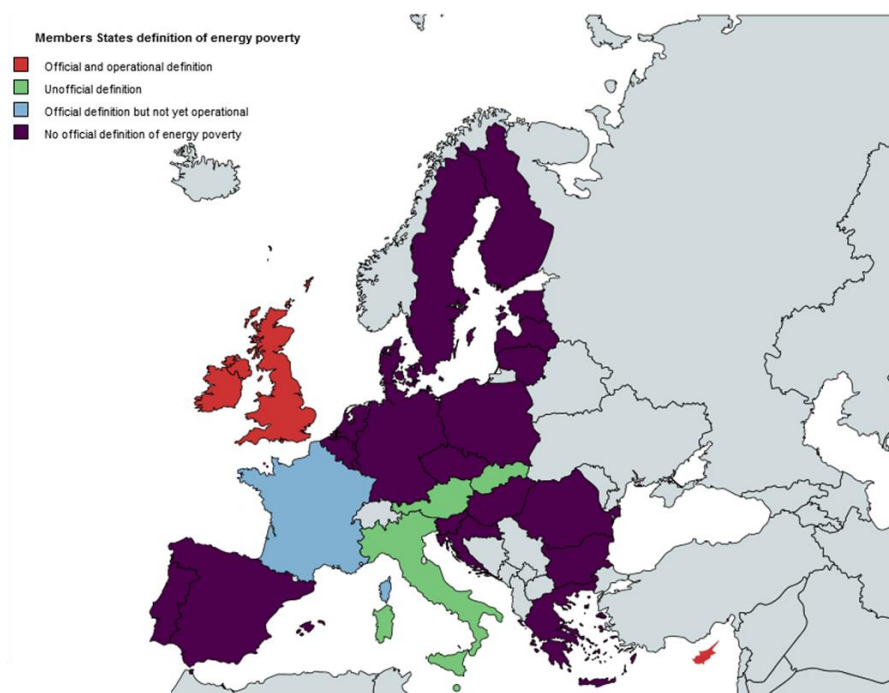 Members States definition of energy poverty
Official and operational definition
Unofficial definition
Official definition but not yet operational
No official definition of energy poverty